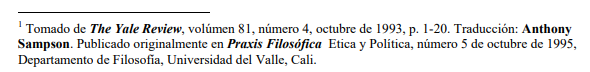 1 Tomado de The Yale Review, volúmen 81, número 4, octubre de 1993, p. 1-20. Traducción: Anthony
Sampson. Publicado originalmente en Praxis Filosófica Etica y Política, número 5 de octubre de 1995,
Departamento de Filosofía, Universidad del Valle, Cali.